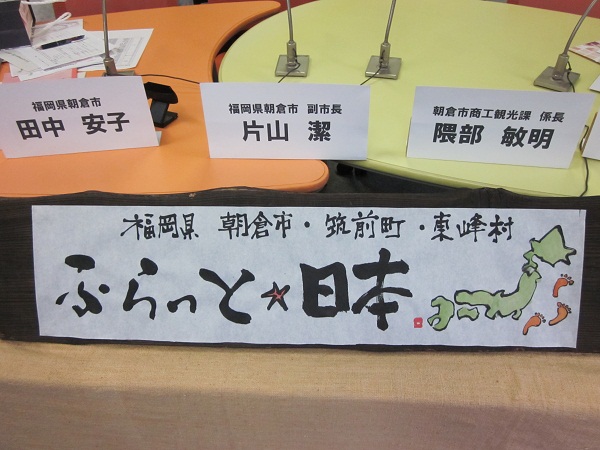 福岡県朝倉市
田中 安子
福岡県朝倉市 副市長
片山 潔
朝倉市商工観光課 係長
隈部 敏明
福岡県 朝倉市・筑前町・東峰村
ふらっと★日本